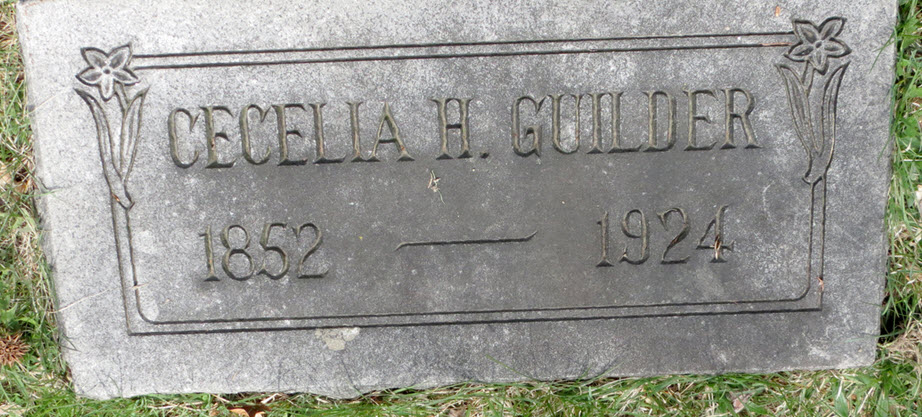 CECELIA H. GUILDER
1852 — 1924